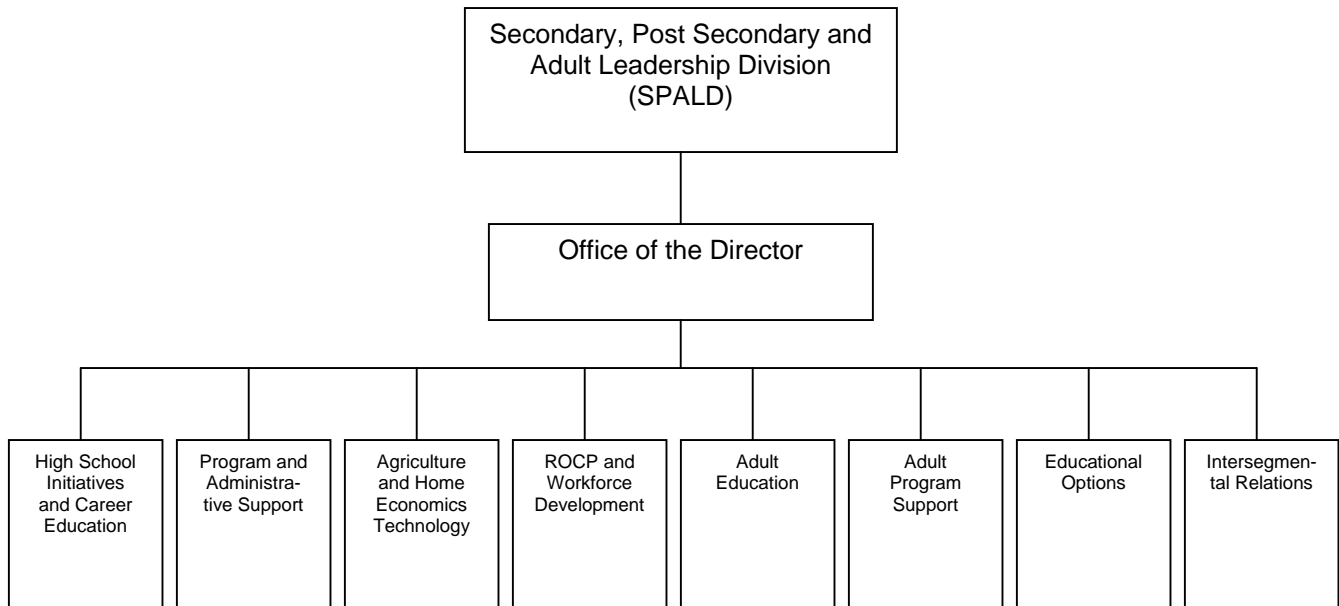 Secondary, Post Secondary and
Adult Leadership Division
(SPALD)
Office of the Director
High School
Initiatives
and Career
Education
Program and
Administra-
tive Support
Agriculture
and Home
Economics
Technology
ROCP and
Workforce
Development
Adult
Education
Adult
Program
Support
Educational
Options
Intersegmen-
tal Relations